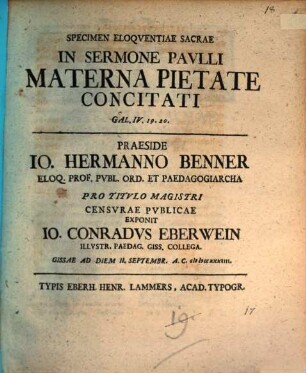 SPECIMEN ELOQVENTIAE SACRAE
IN SERMONE PAVLLI
MATERNA PIETATE
CONCITATI
GAL. IV. 19. 20.
PRAESIDE
IO. HERMANNO BENNER
ELOQ. PROF. PVBL. ORD. ET PAEDAGOGIARCHA
PRO TITVLO MAGISTRI
CENSVRAE PVBLICAE
EXPONIT
IO. CONRADVS EBERWEIN
ILLVSTR. PAEDAG. GISS. COLLEGA.
GISSAE AD DIEM II. SEPTEMBR. A. C.
TYPIS EBERH. HENR. LAMMERS, ACAD. TYPOGR.
19.